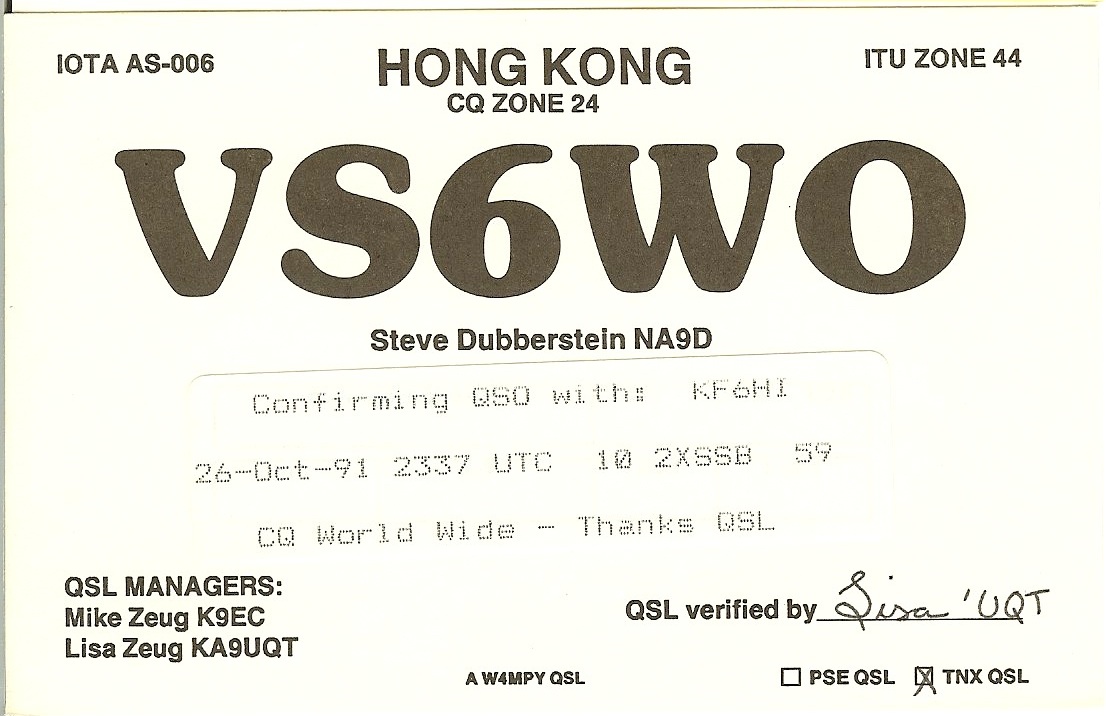 IOTA AS-006
HONG KONG
ITU ZONE 44
CQ ZONE 24
VS6WO
Steve Dubberstein NA9D
Confirming QSO with: KF6HI
26-Oct-91 2337 UTC 10 2XSSB 59
CQ World Wide - Thanks QSL
QSL MANAGERS:
Mike Zeug K9EC
Lisa Zeug KA9UQT
QSL verified by Lisa 'UQT
A W4MPY QSL
☐ PSE QSL ☒ TNX QSL